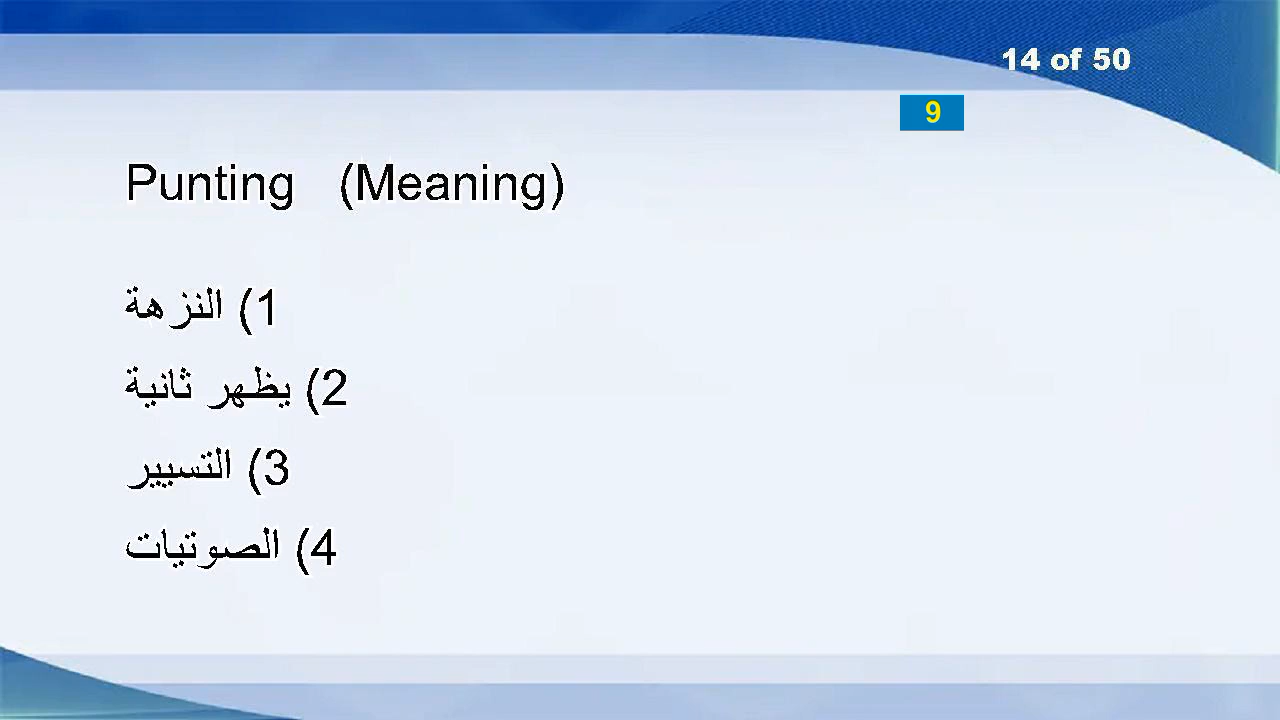 14 of 50
9
Punting (Meaning)
1) النزهة
2) يظهر ثانية
3) التسيير
4) الصوتيات